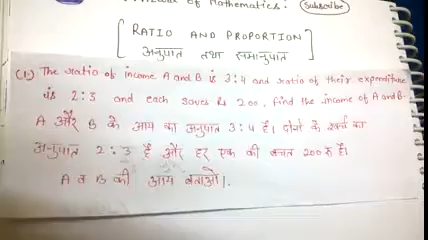 of Mathematics.
Subscribe
RATIO AND PROPORTION
अनुपात तथा समानुपात
(1.) The ratio of income A and B is 3:4 and ratio of their expenditure
is 2:3 and each saves Rs 200. find the income of A and B.
A और B के आय का अनुपात 3:4 है। दोनों के खर्चा का
अनुपात 2:3 है और हर एक की बचत 200 रु है।
A व B की आय बताओ।